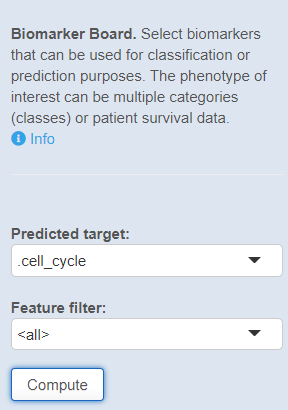 Biomarker Board. Select biomarkers
that can be used for classification or
prediction purposes. The phenotype of
interest can be multiple categories
(classes) or patient survival data.
Info
Predicted target:
.cell_cycle
Feature filter:
<all>
Compute